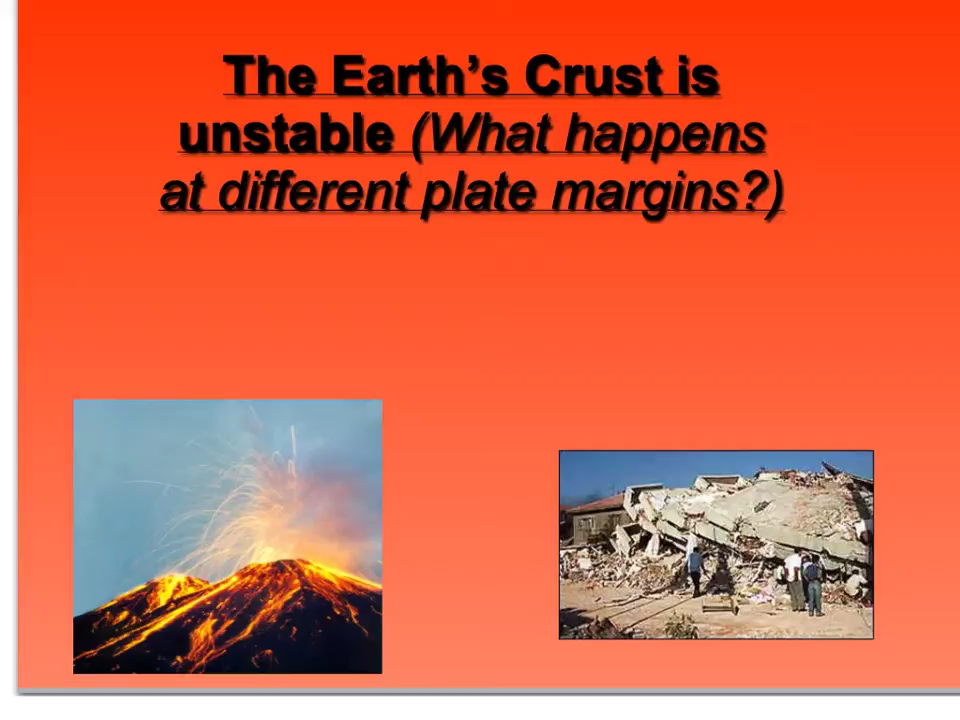 The Earth’s Crust is
unstable (What happens
at different plate margins?)